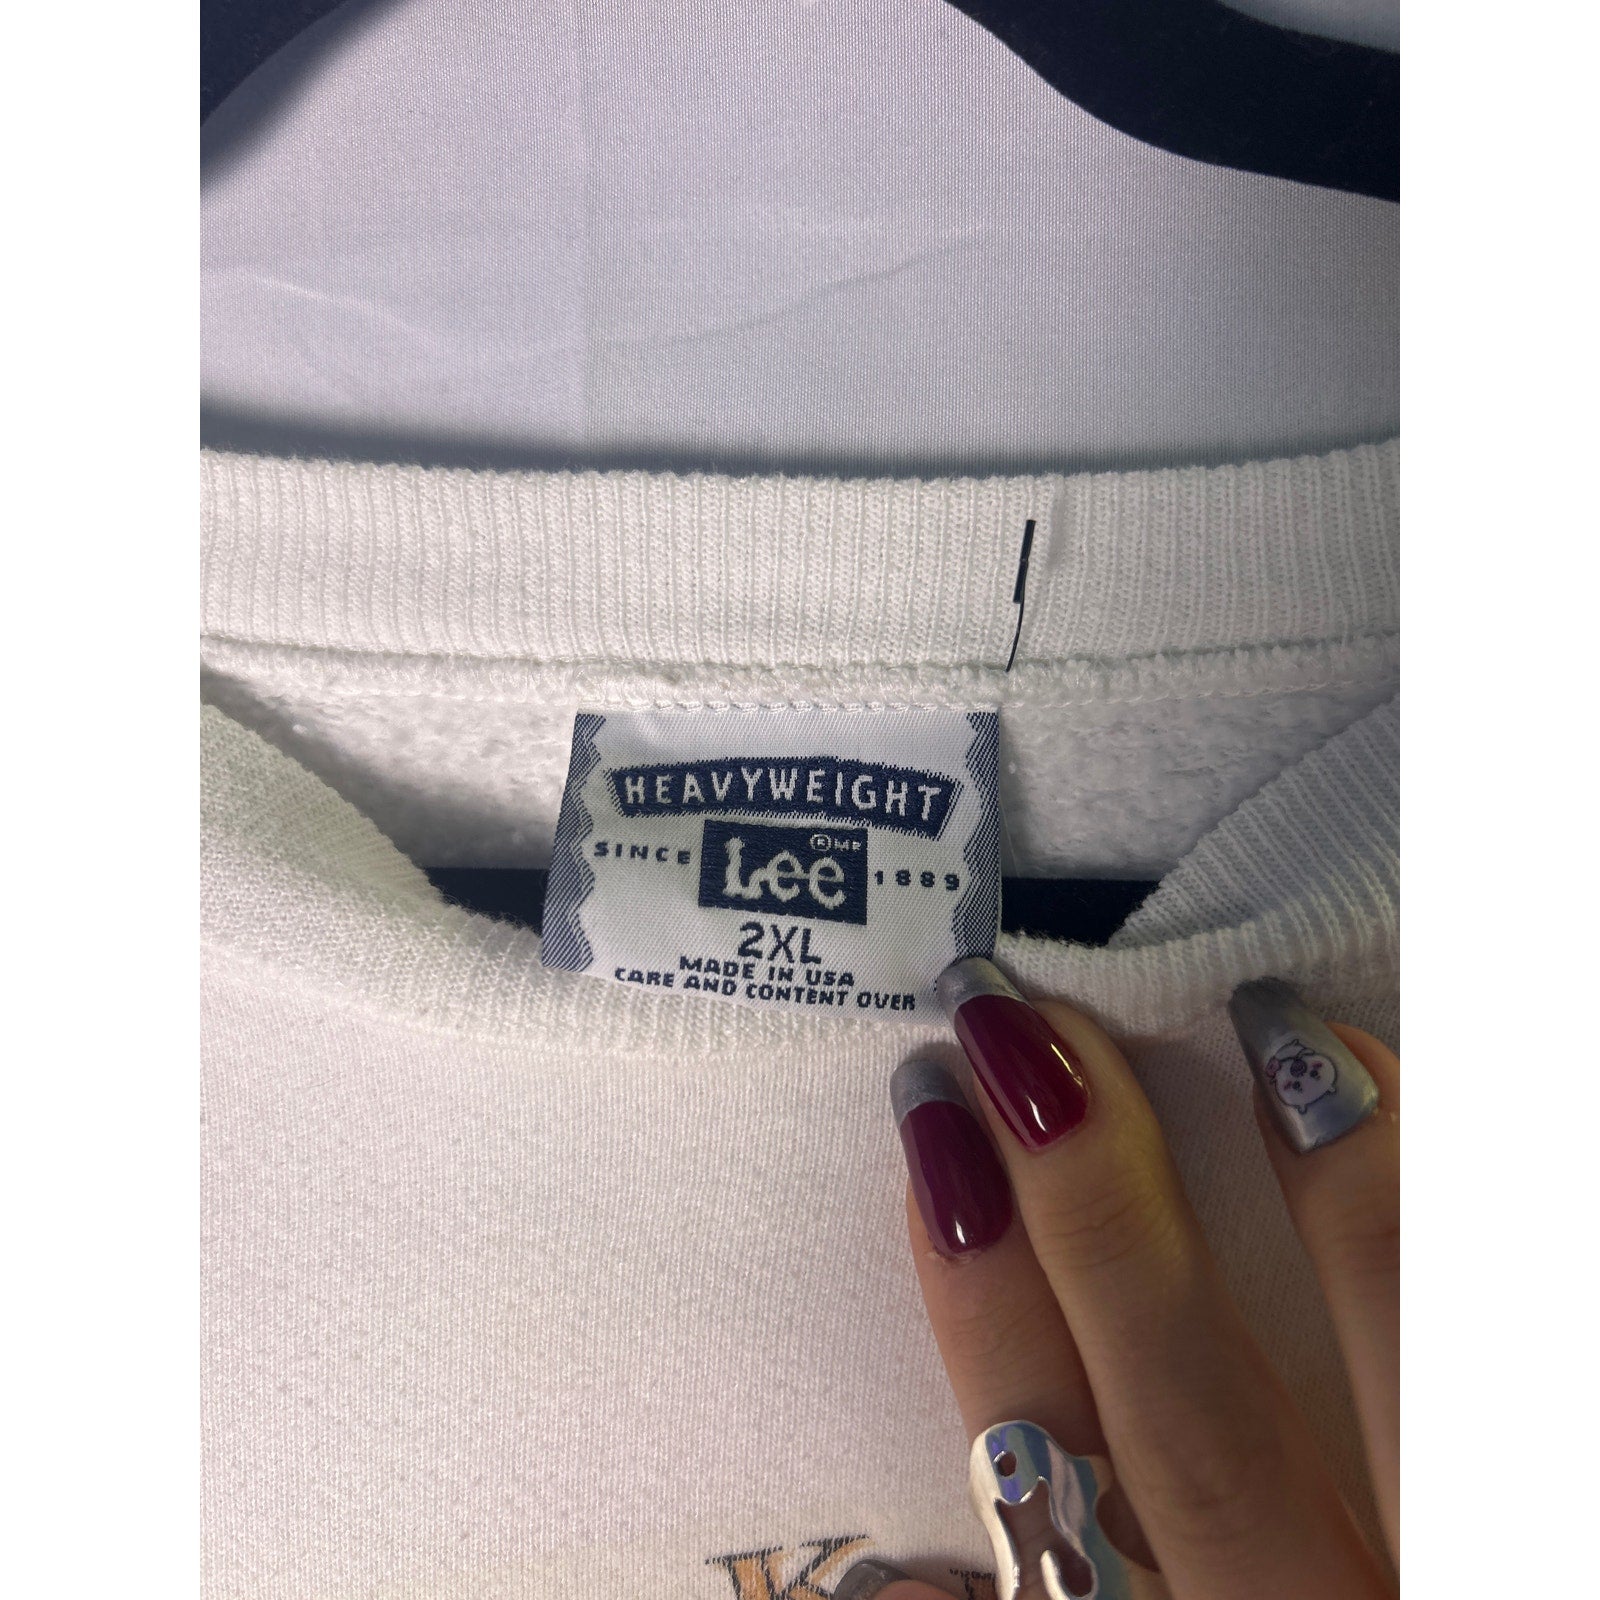 HEAVYWEIGHT
SINCE Lee ® MR 1889
2XL
MADE IN USA
CARE AND CONTENT OVER
K